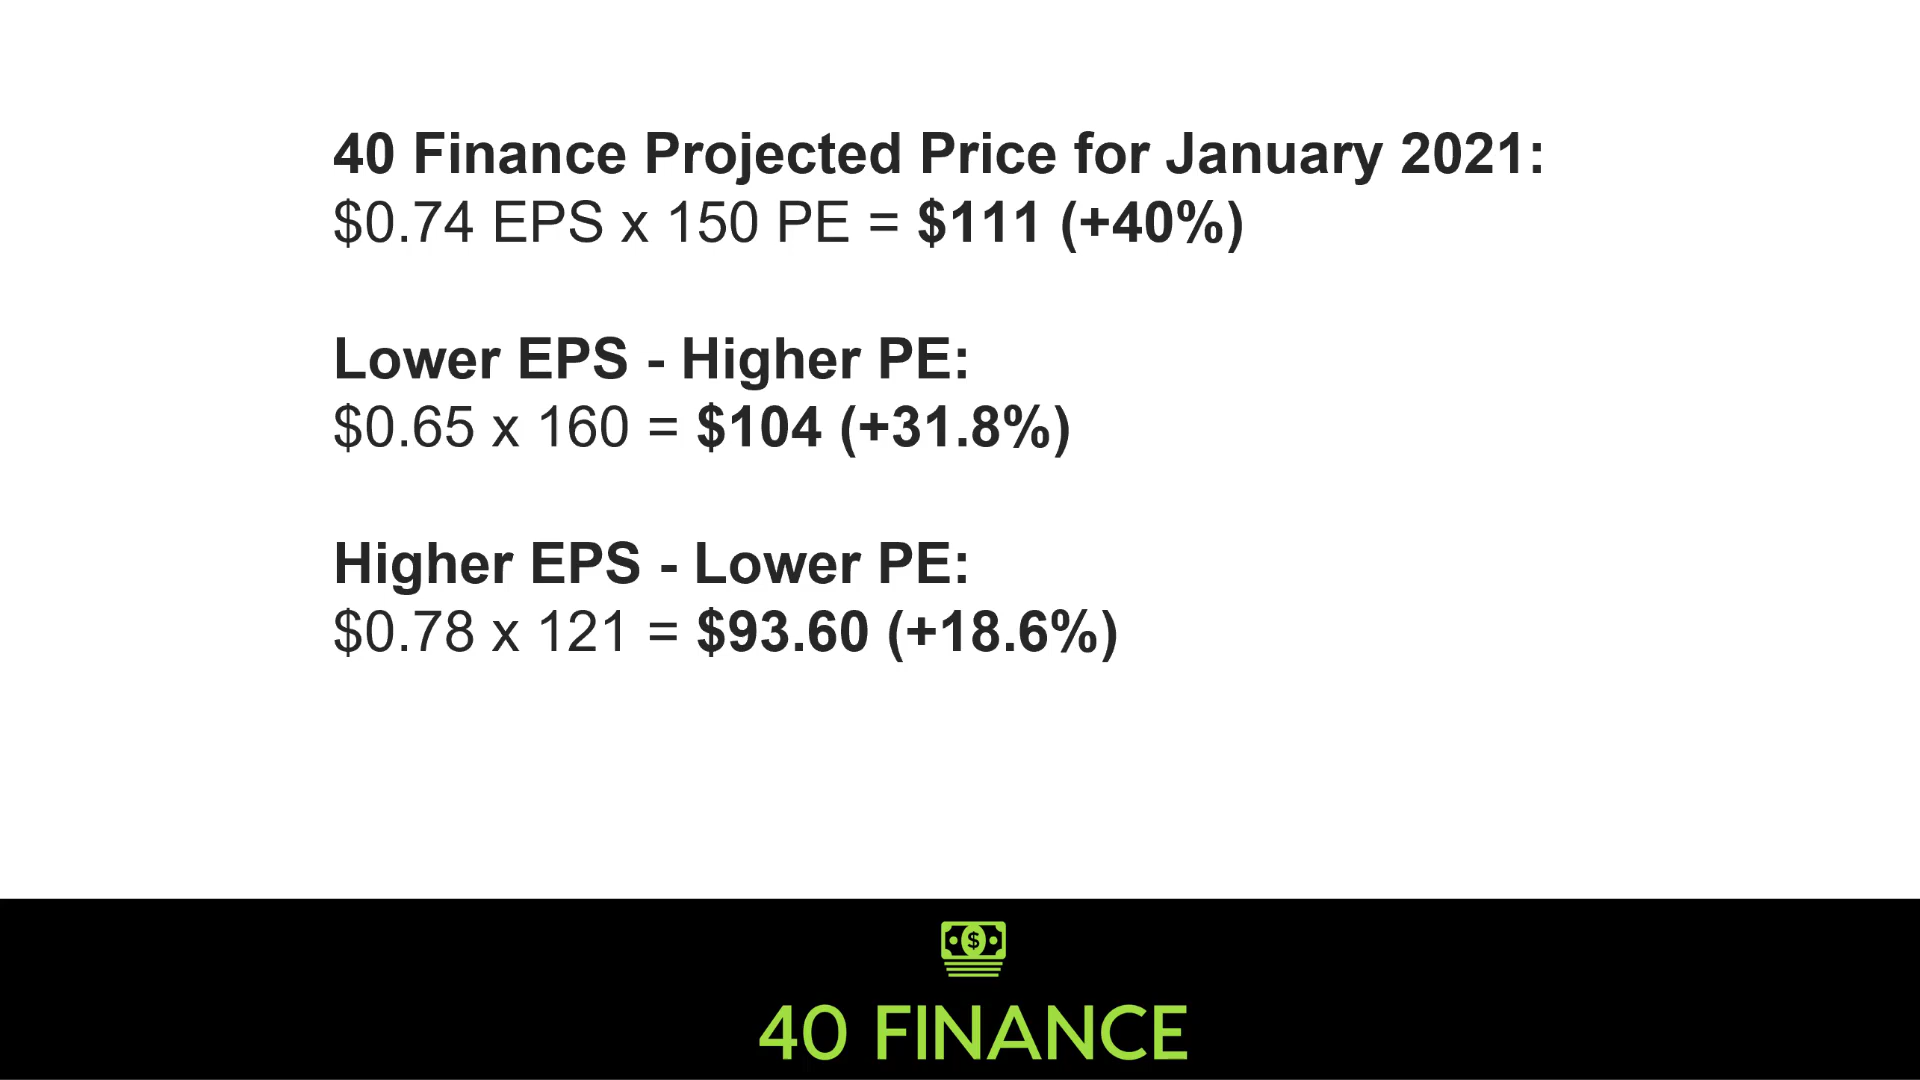 40 Finance Projected Price for January 2021:
$0.74 EPS x 150 PE = $111 (+40%)
Lower EPS - Higher PE:
$0.65 x 160 = $104 (+31.8%)
Higher EPS - Lower PE:
$0.78 x 121 = $93.60 (+18.6%)
$
40 FINANCE